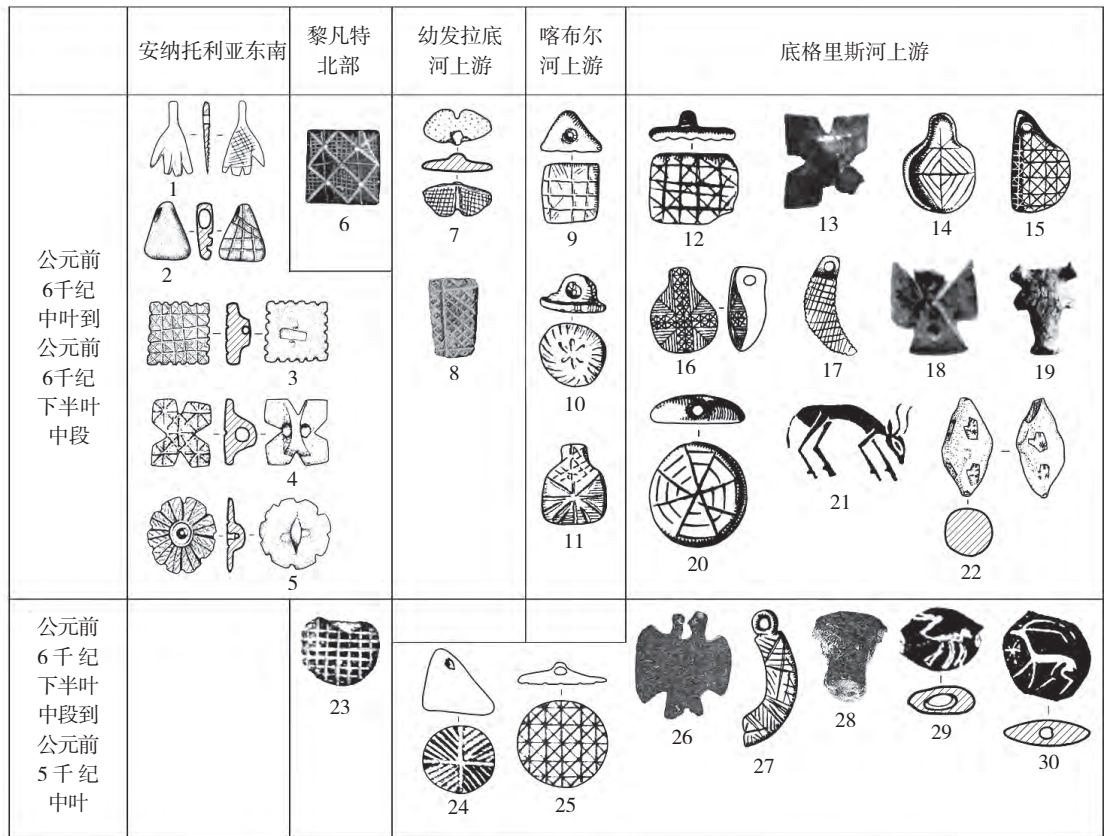 安纳托利亚东南
黎凡特
北部
幼发拉底
河上游
喀布尔
河上游
底格里斯河上游
公元前
6千纪
中叶到
公元前
6千纪
下半叶
中段
1
2
3
4
5
6
7
8
9
10
11
12
13
14
15
16
17
18
19
20
21
22
公元前
6千纪
下半叶
中段到
公元前
5千纪
中叶
23
24
25
26
27
28
29
30